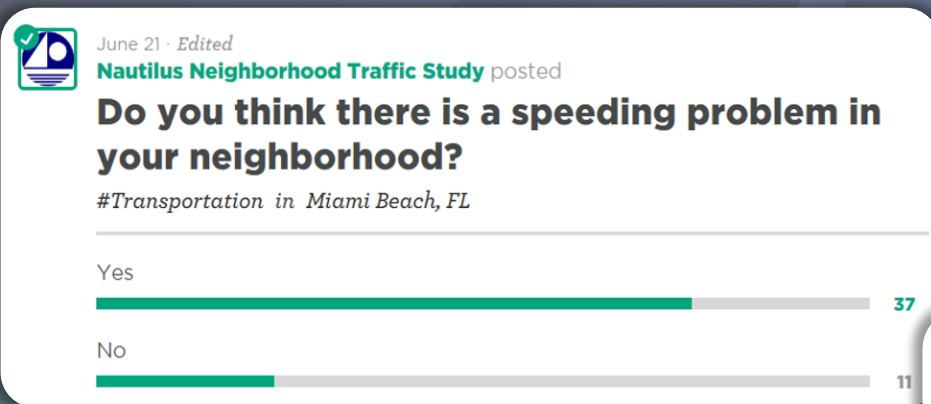 June 21 · Edited
Nautilus Neighborhood Traffic Study posted
Do you think there is a speeding problem in
your neighborhood?
#Transportation in Miami Beach, FL
Yes
37
No
11